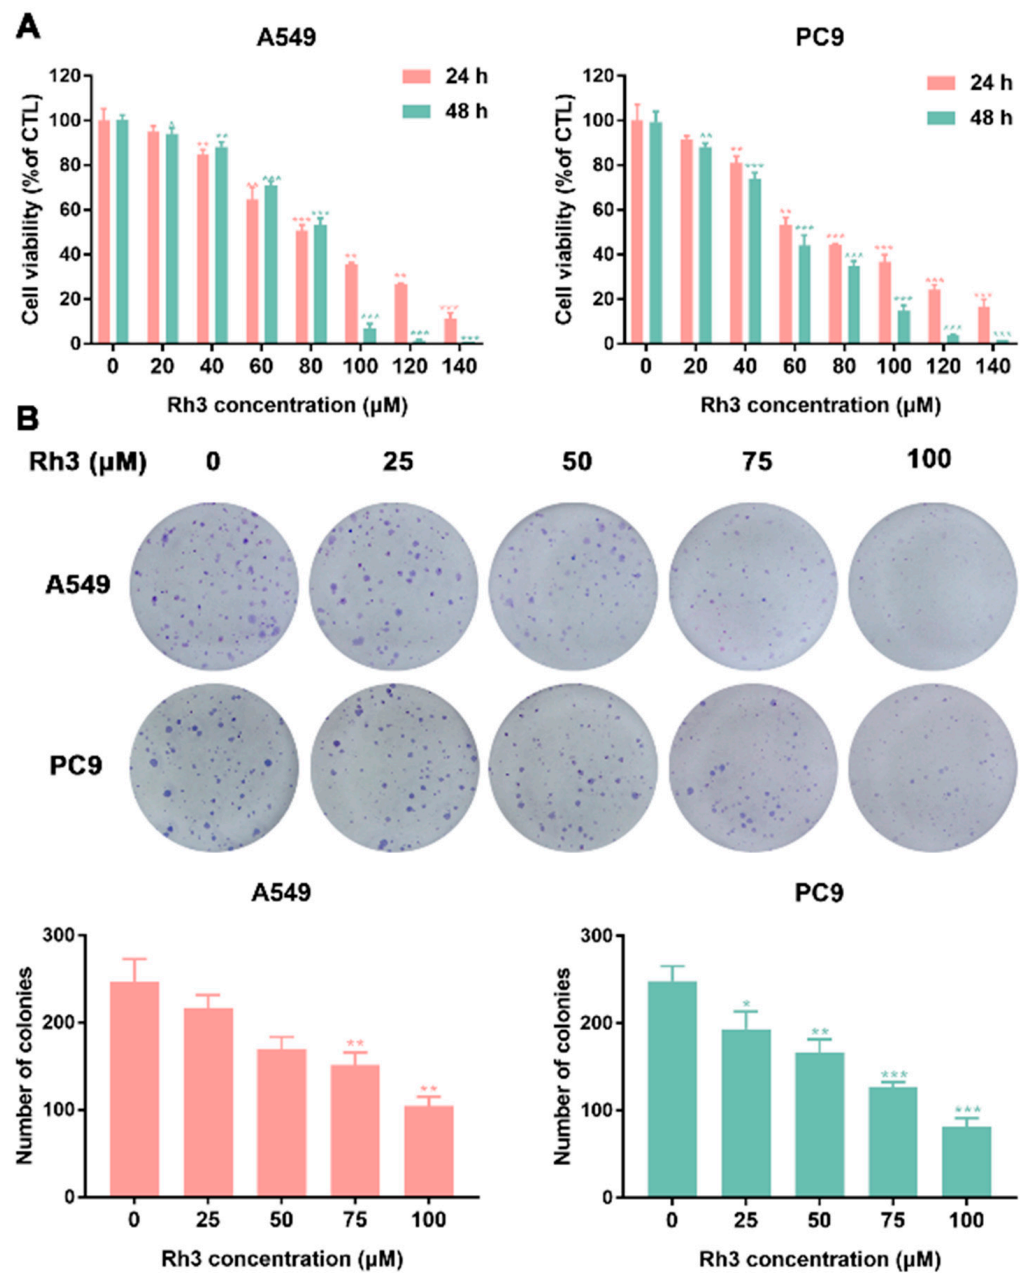 A
A549
PC9
24 h
48 h
24 h
48 h
Cell viability (%of CTL)
120
100
80
60
40
20
0
0 20 40 60 80 100 120 140
Rh3 concentration (μM)
Cell viability (%of CTL)
120
100
80
60
40
20
0
0 20 40 60 80 100 120 140
Rh3 concentration (μM)
B
Rh3 (μM) 0 25 50 75 100
A549
PC9
A549
Number of colonies
300
200
100
0
** **
0 25 50 75 100
Rh3 concentration (μM)
PC9
Number of colonies
300
200
100
0
* ** *** ***
0 25 50 75 100
Rh3 concentration (μM)